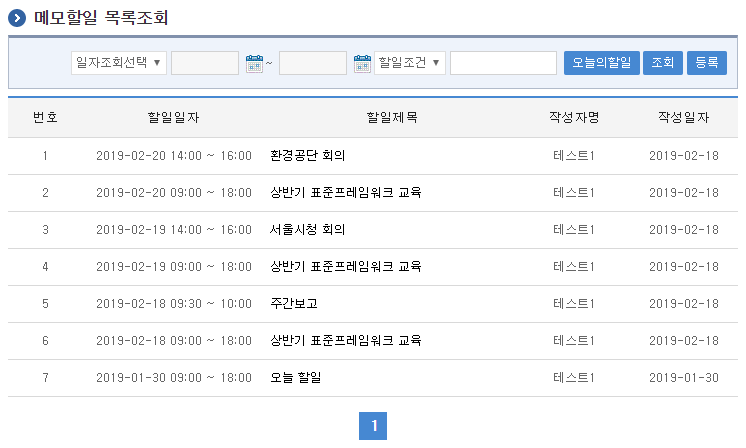 메모할일 목록조회
일자조회선택 ▼ ~ 할일조건 ▼ 오늘의할일 조회 등록
번호 할일일자 할일제목 작성자명 작성일자
1 2019-02-20 14:00 ~ 16:00 환경공단 회의 테스트1 2019-02-18
2 2019-02-20 09:00 ~ 18:00 상반기 표준프레임워크 교육 테스트1 2019-02-18
3 2019-02-19 14:00 ~ 16:00 서울시청 회의 테스트1 2019-02-18
4 2019-02-19 09:00 ~ 18:00 상반기 표준프레임워크 교육 테스트1 2019-02-18
5 2019-02-18 09:30 ~ 10:00 주간보고 테스트1 2019-02-18
6 2019-02-18 09:00 ~ 18:00 상반기 표준프레임워크 교육 테스트1 2019-02-18
7 2019-01-30 09:00 ~ 18:00 오늘 할일 테스트1 2019-01-30
1